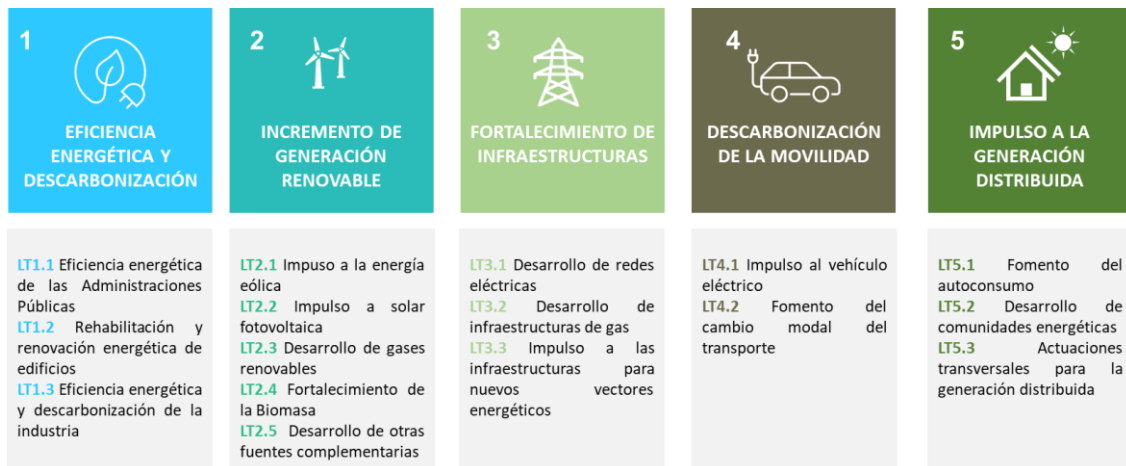 1
EFICIENCIA
ENERGÉTICA Y
DESCARBONIZACIÓN
LT1.1 Eficiencia energética
de las Administraciones
Públicas
LT1.2 Rehabilitación y
renovación energética de
edificios
LT1.3 Eficiencia energética
y descarbonización de la
industria
2
INCREMENTO DE
GENERACIÓN
RENOVABLE
LT2.1 Impuso a la energía
eólica
LT2.2 Impulso a solar
fotovoltaica
LT2.3 Desarrollo de gases
renovables
LT2.4 Fortalecimiento de
la Biomasa
LT2.5 Desarrollo de otras
fuentes complementarias
3
FORTALECIMIENTO DE
INFRAESTRUCTURAS
LT3.1 Desarrollo de redes
eléctricas
LT3.2 Desarrollo de
infraestructuras de gas
LT3.3 Impulso a las
infraestructuras para
nuevos vectores
energéticos
4
DESCARBONIZACIÓN
DE LA MOVILIDAD
LT4.1 Impulso al vehículo
eléctrico
LT4.2 Fomento del
cambio modal del
transporte
5
IMPULSO A LA
GENERACIÓN
DISTRIBUIDA
LT5.1 Fomento del
autoconsumo
LT5.2 Desarrollo de
comunidades energéticas
LT5.3 Actuaciones
transversales para la
generación distribuida